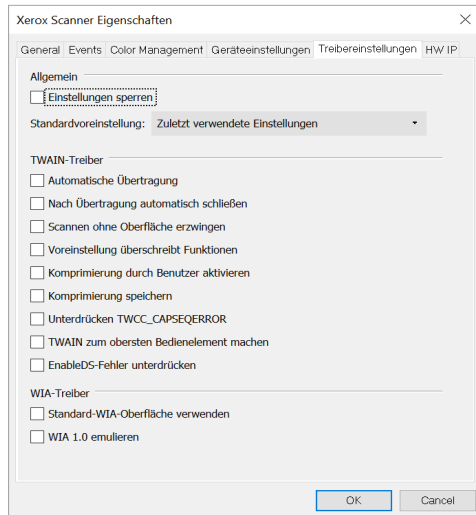 Xerox Scanner Eigenschaften
General Events Color Management Geräteeinstellungen Treibereinstellungen HW IP
Allgemein
Einstellungen sperren
Standardvoreinstellung: Zuletzt verwendete Einstellungen
TWAIN-Treiber
Automatische Übertragung
Nach Übertragung automatisch schließen
Scannen ohne Oberfläche erzwingen
Voreinstellung überschreibt Funktionen
Komprimierung durch Benutzer aktivieren
Komprimierung speichern
Unterdrücken TWCC_CAPSEQERROR
TWAIN zum obersten Bedienelement machen
EnableDS-Fehler unterdrücken
WIA-Treiber
Standard-WIA-Oberfläche verwenden
WIA 1.0 emulieren
OK Cancel